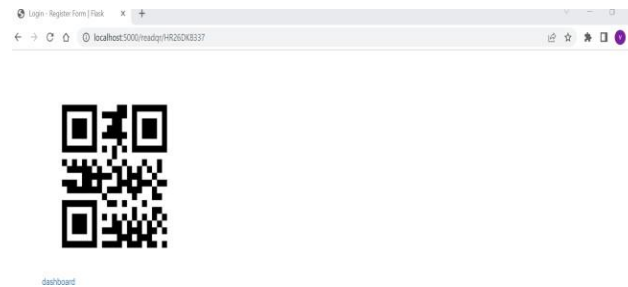 Login - Register Form | Flask
localhost:5000/readqr/HR26DK8337
V
dashboard